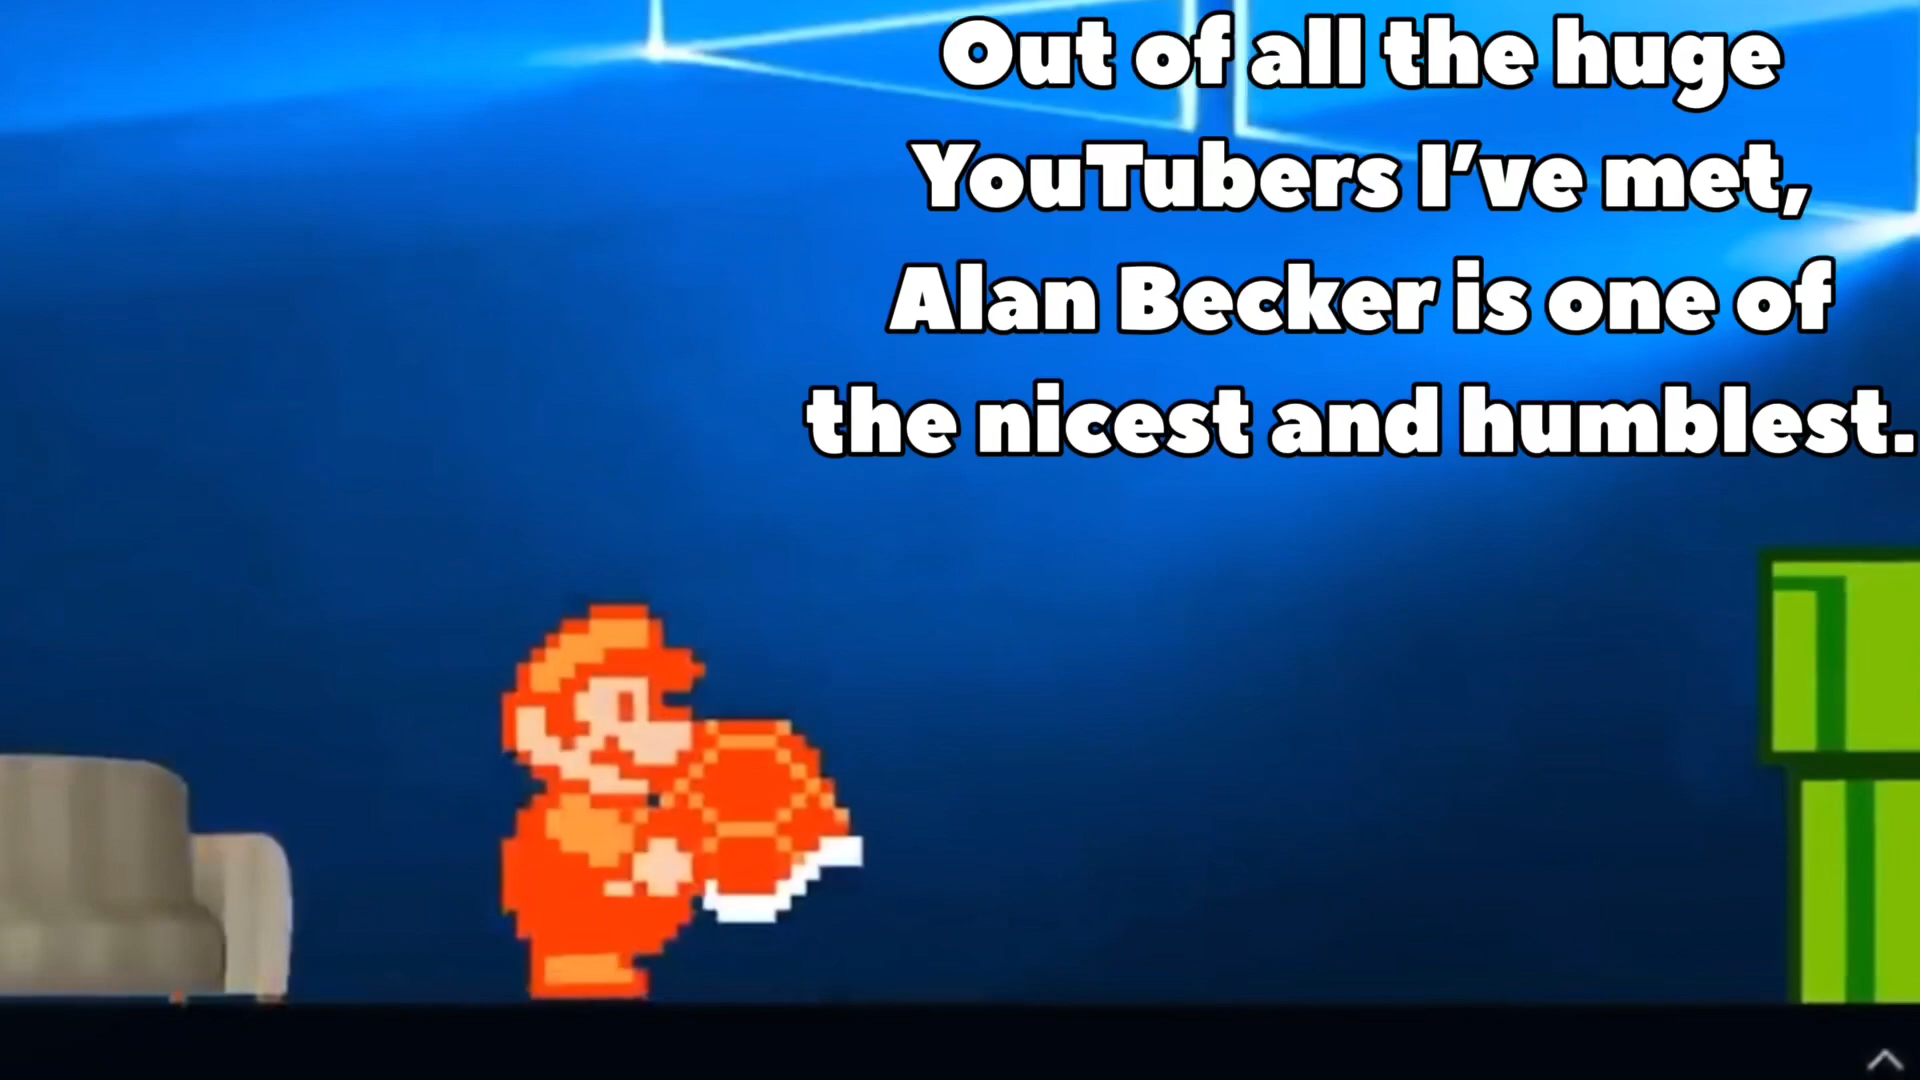 Out of all the huge
YouTubers I’ve met,
Alan Becker is one of
the nicest and humblest.